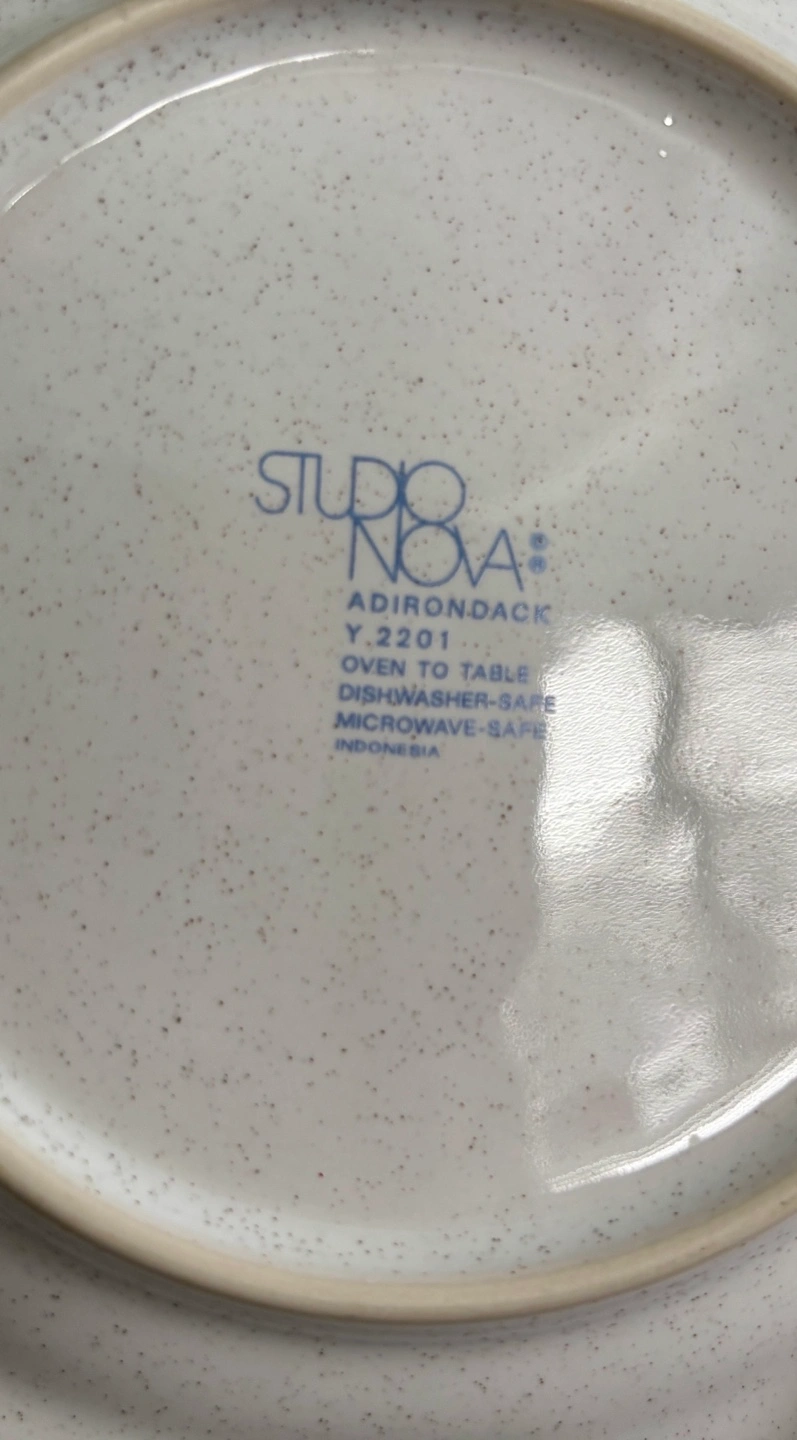 STUDIO
NOVA®®
ADIRONDACK
Y 2201
OVEN TO TABLE
DISHWASHER-SAFE
MICROWAVE-SAFE
INDONESIA